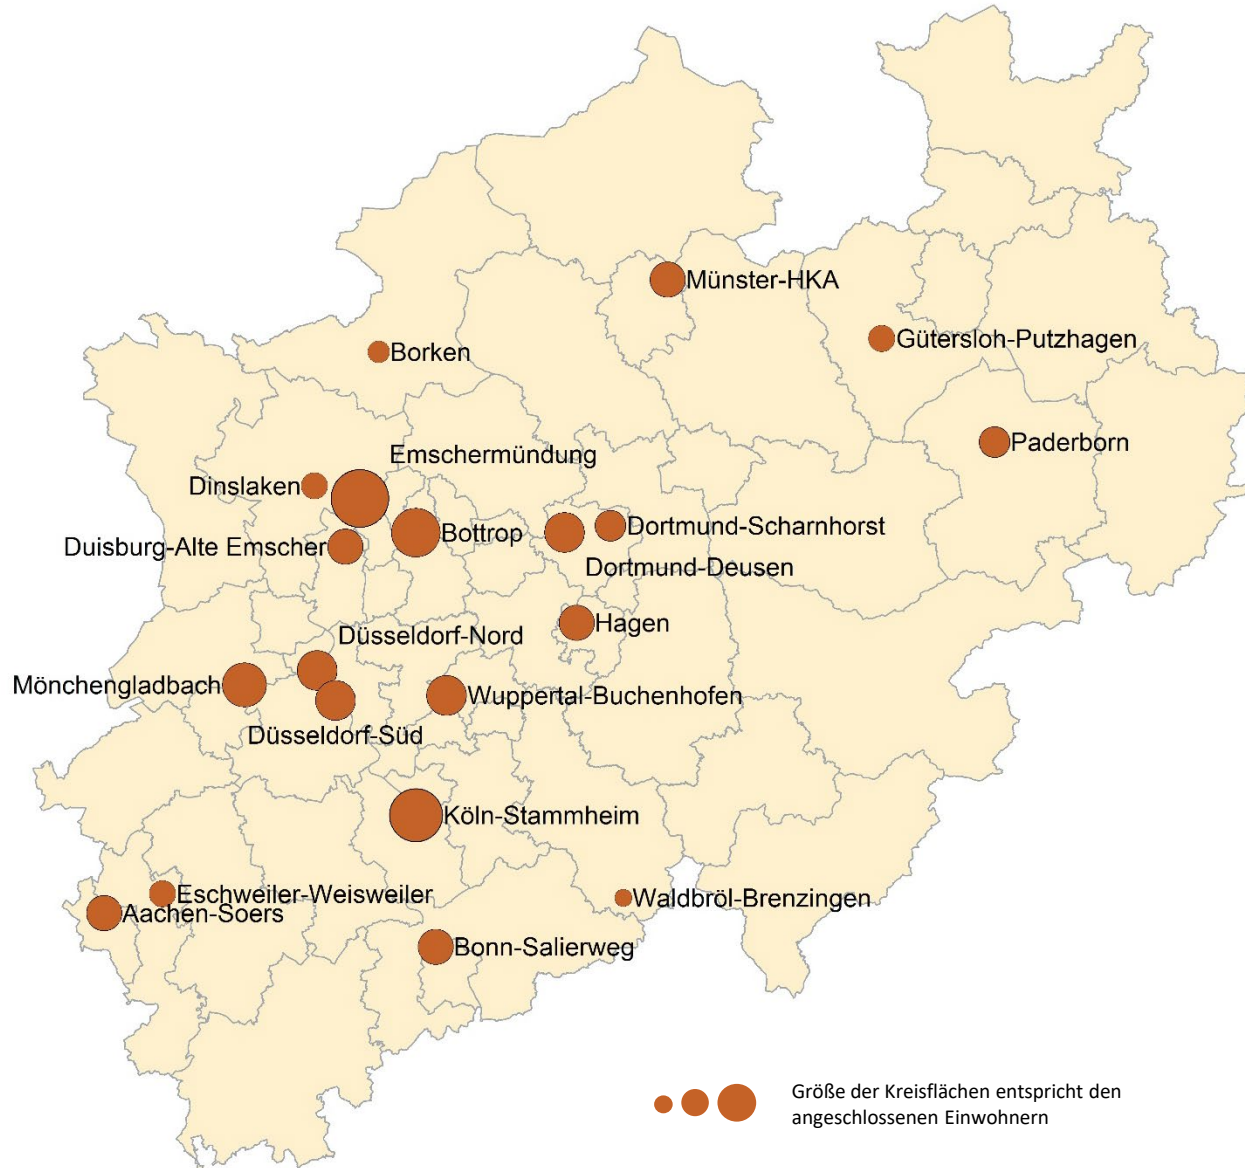 Münster-HKA
Gütersloh-Putzhagen
Borken
Paderborn
Emschermündung
Dinslaken
Bottrop
Dortmund-Scharnhorst
Duisburg-Alte Emscher
Dortmund-Deusen
Hagen
Düsseldorf-Nord
Mönchengladbach
Wuppertal-Buchenhofen
Düsseldorf-Süd
Köln-Stammheim
Eschweiler-Weisweiler
Waldbröl-Brenzingen
Aachen-Soers
Bonn-Salierweg
Größe der Kreisflächen entspricht den
angeschlossenen Einwohnern